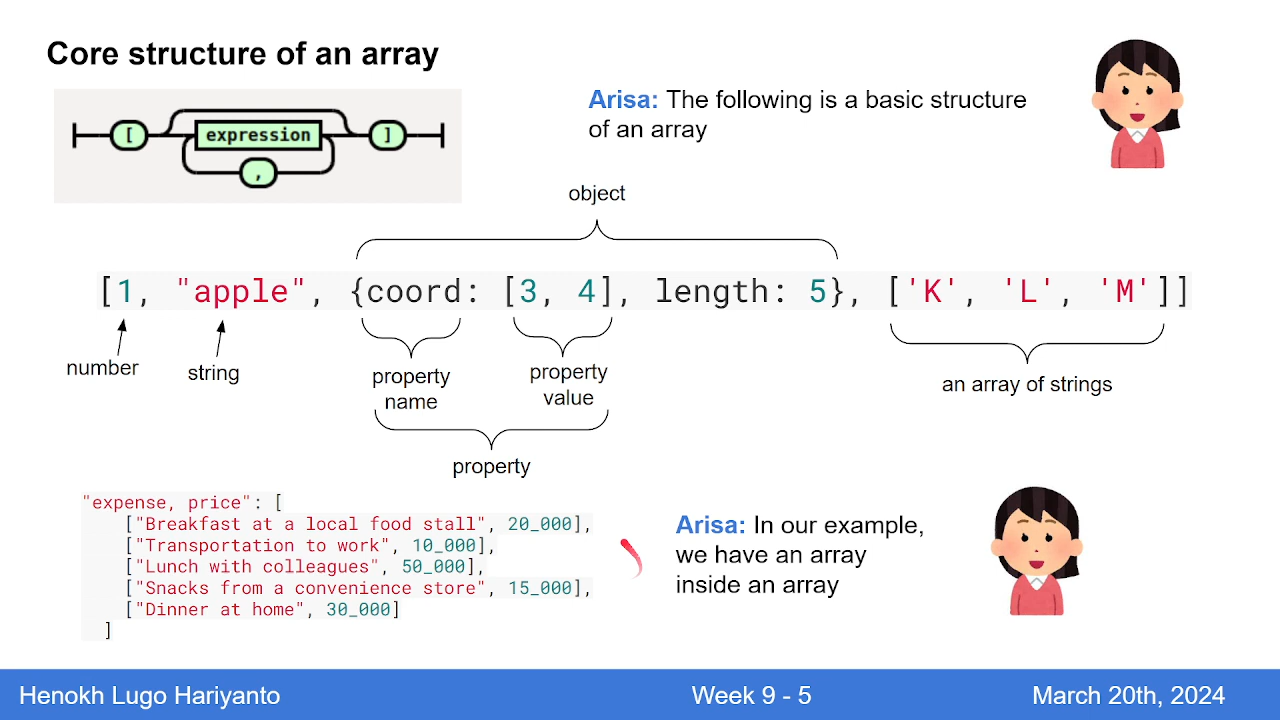 Core structure of an array
[ expression ]
,
Arisa: The following is a basic structure
of an array
object
[1, "apple", {coord: [3, 4], length: 5}, ['K', 'L', 'M']]
number
string
property
name
property
value
an array of strings
property
"expense, price": [
["Breakfast at a local food stall", 20_000],
["Transportation to work", 10_000],
["Lunch with colleagues", 50_000],
["Snacks from a convenience store", 15_000],
["Dinner at home", 30_000]
]
Arisa: In our example,
we have an array
inside an array
Henokh Lugo Hariyanto
Week 9 - 5
March 20th, 2024